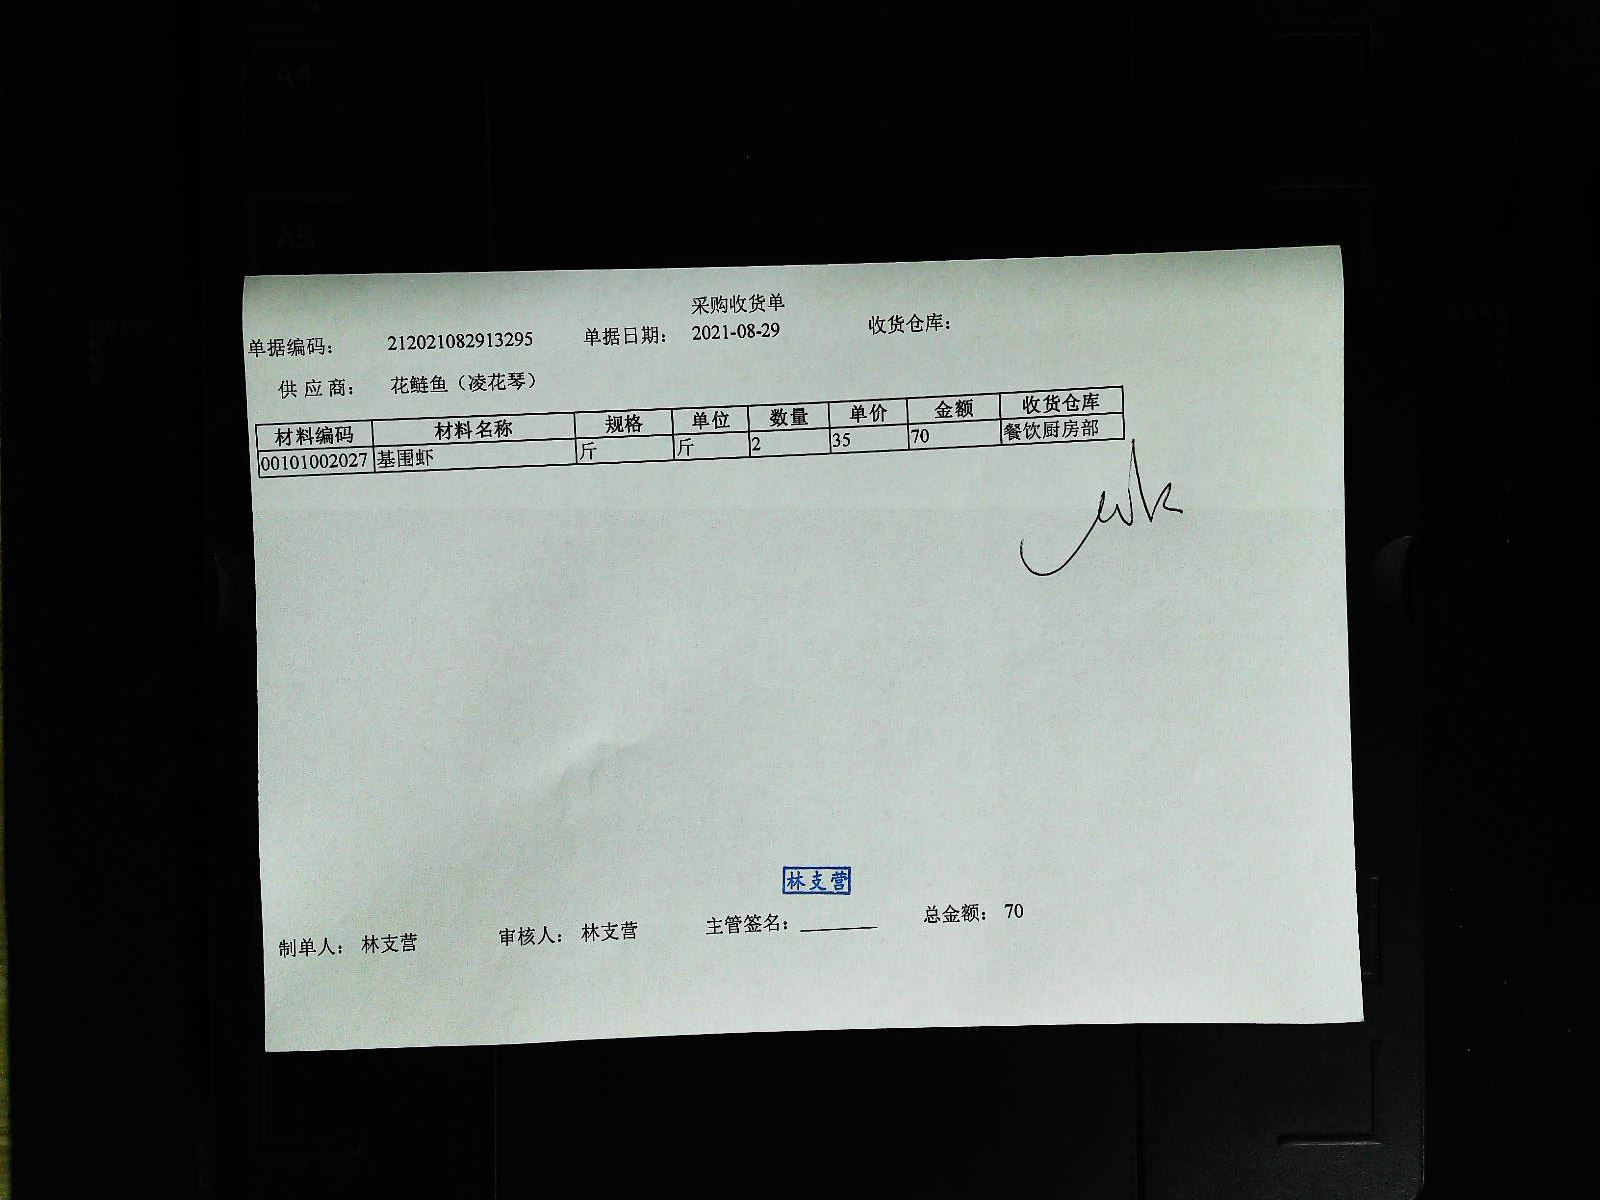 A4
A5
采购收货单
单据编码： 212021082913295 单据日期： 2021-08-29 收货仓库：
供应商： 花鲢鱼（凌花琴）
材料编码 材料名称 规格 单位 数量 单价 金额 收货仓库
00101002027 基围虾 斤 斤 2 35 70 餐饮厨房部
林支营
制单人： 林支营 审核人： 林支营 主管签名： 总金额： 70